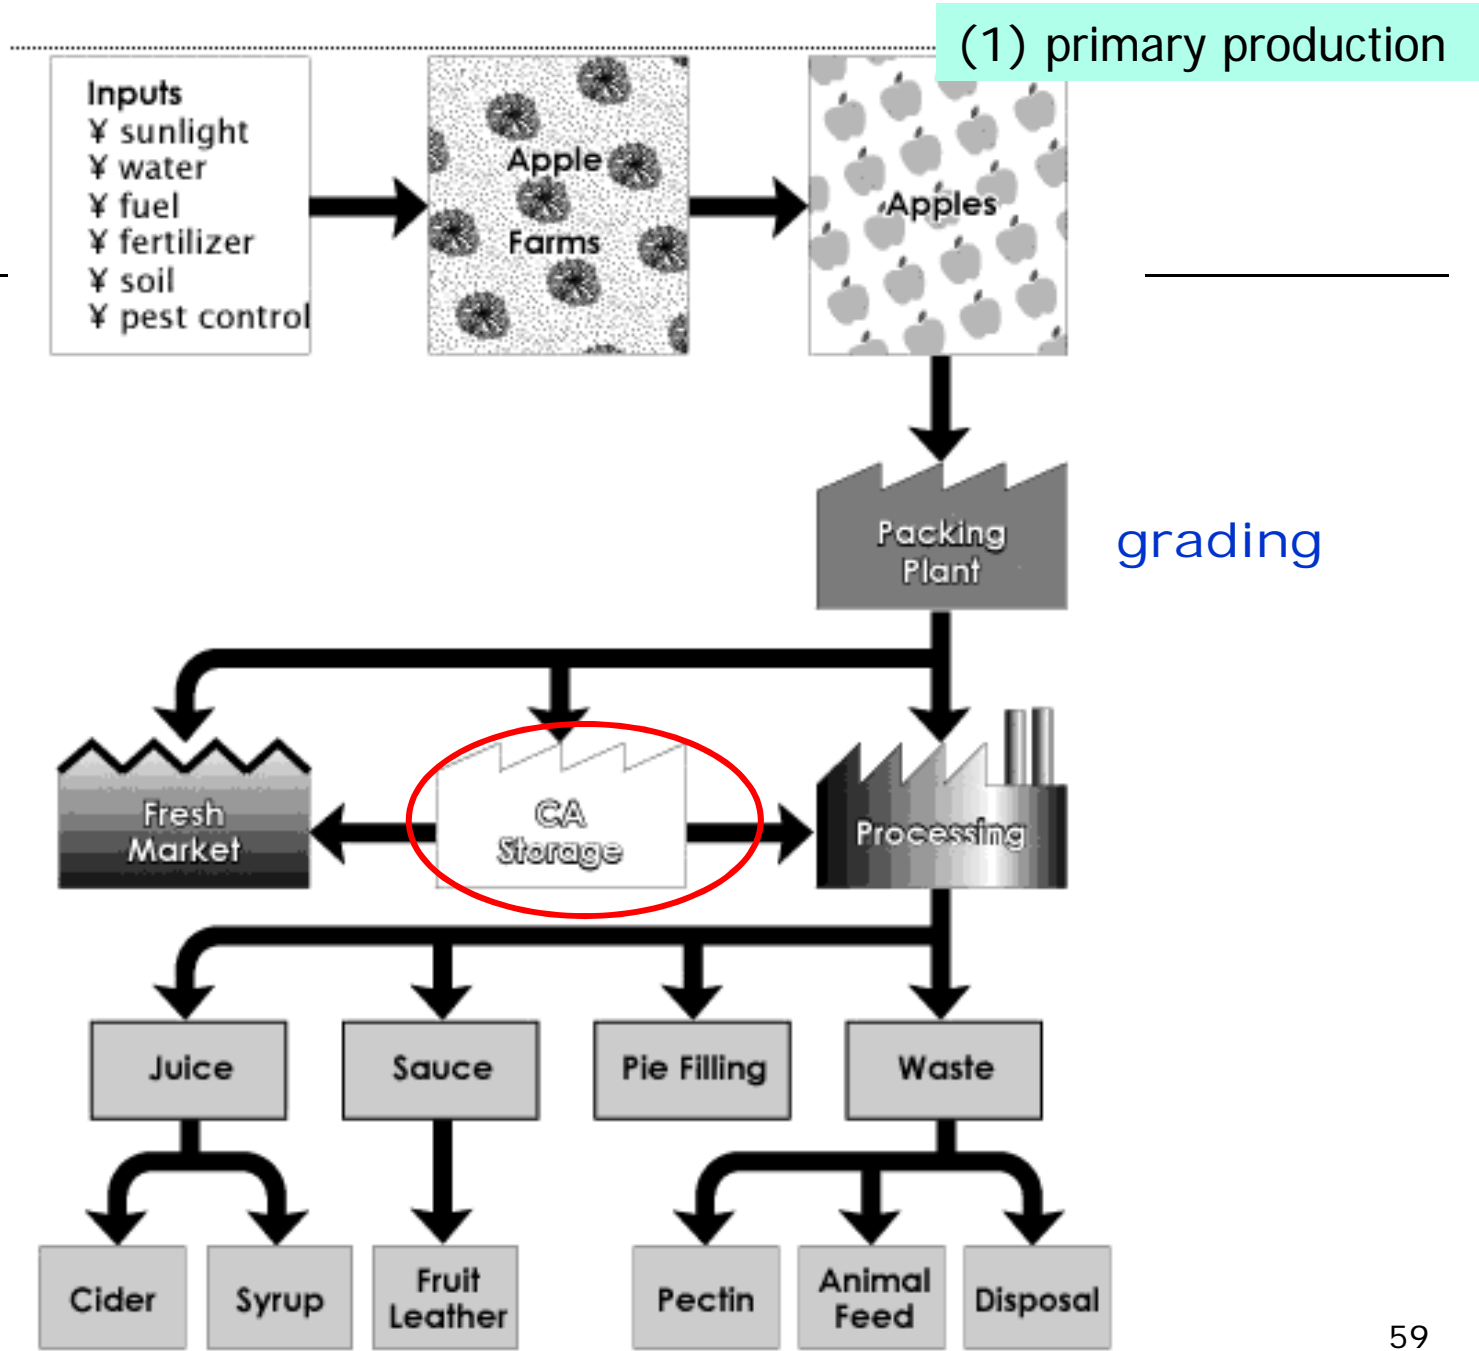 (1) primary production
Inputs
¥ sunlight
¥ water
¥ fuel
¥ fertilizer
¥ soil
¥ pest control
Apple
Farms
Apples
Packing
Plant
grading
Fresh
Market
CA
Storage
Processing
Juice
Sauce
Pie Filling
Waste
Cider
Syrup
Fruit
Leather
Pectin
Animal
Feed
Disposal
59